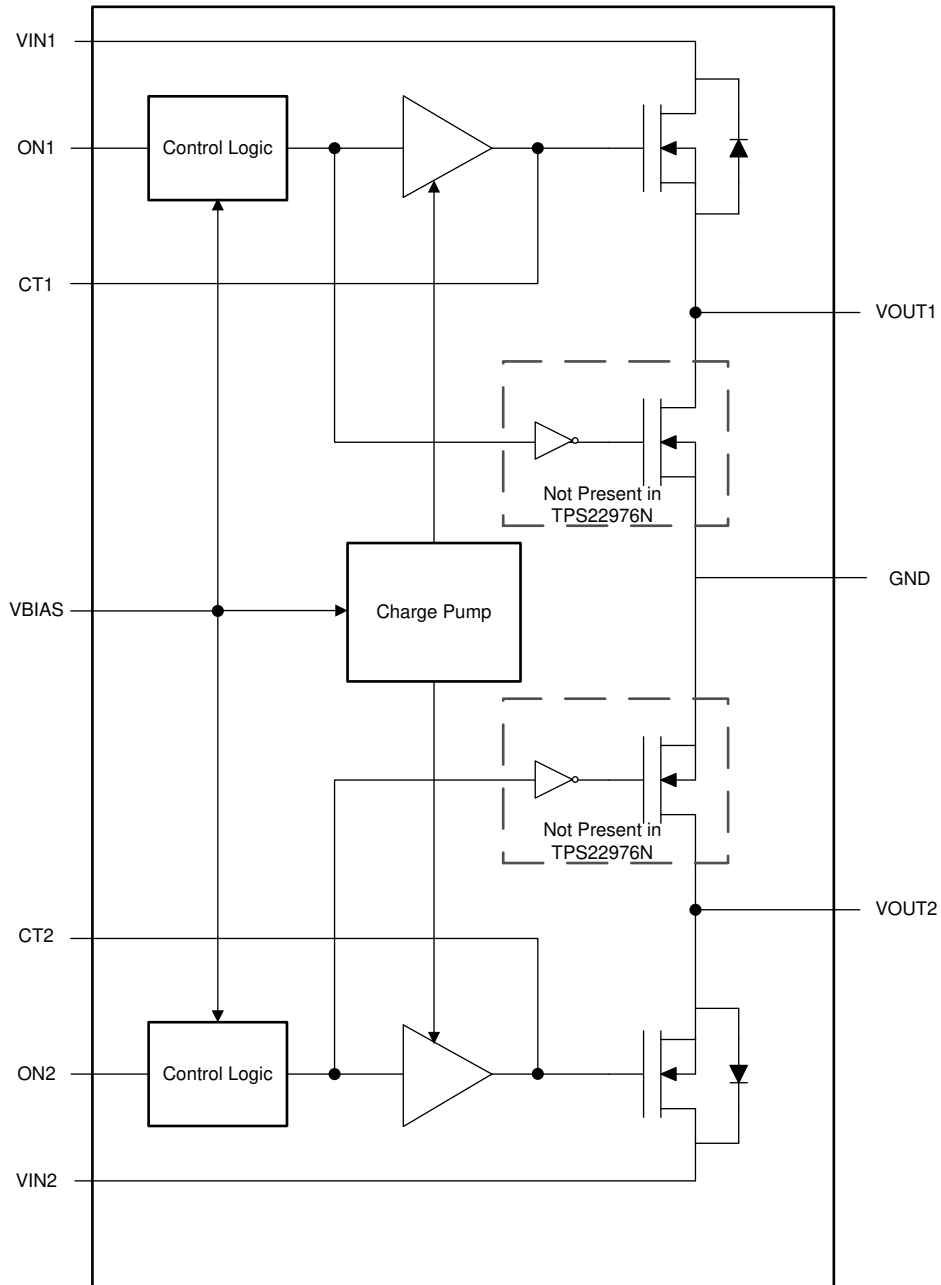 VIN1
ON1
Control Logic
CT1
VOUT1
Not Present in
TPS22976N
GND
VBIAS
Charge Pump
Not Present in
TPS22976N
VOUT2
CT2
ON2
Control Logic
VIN2